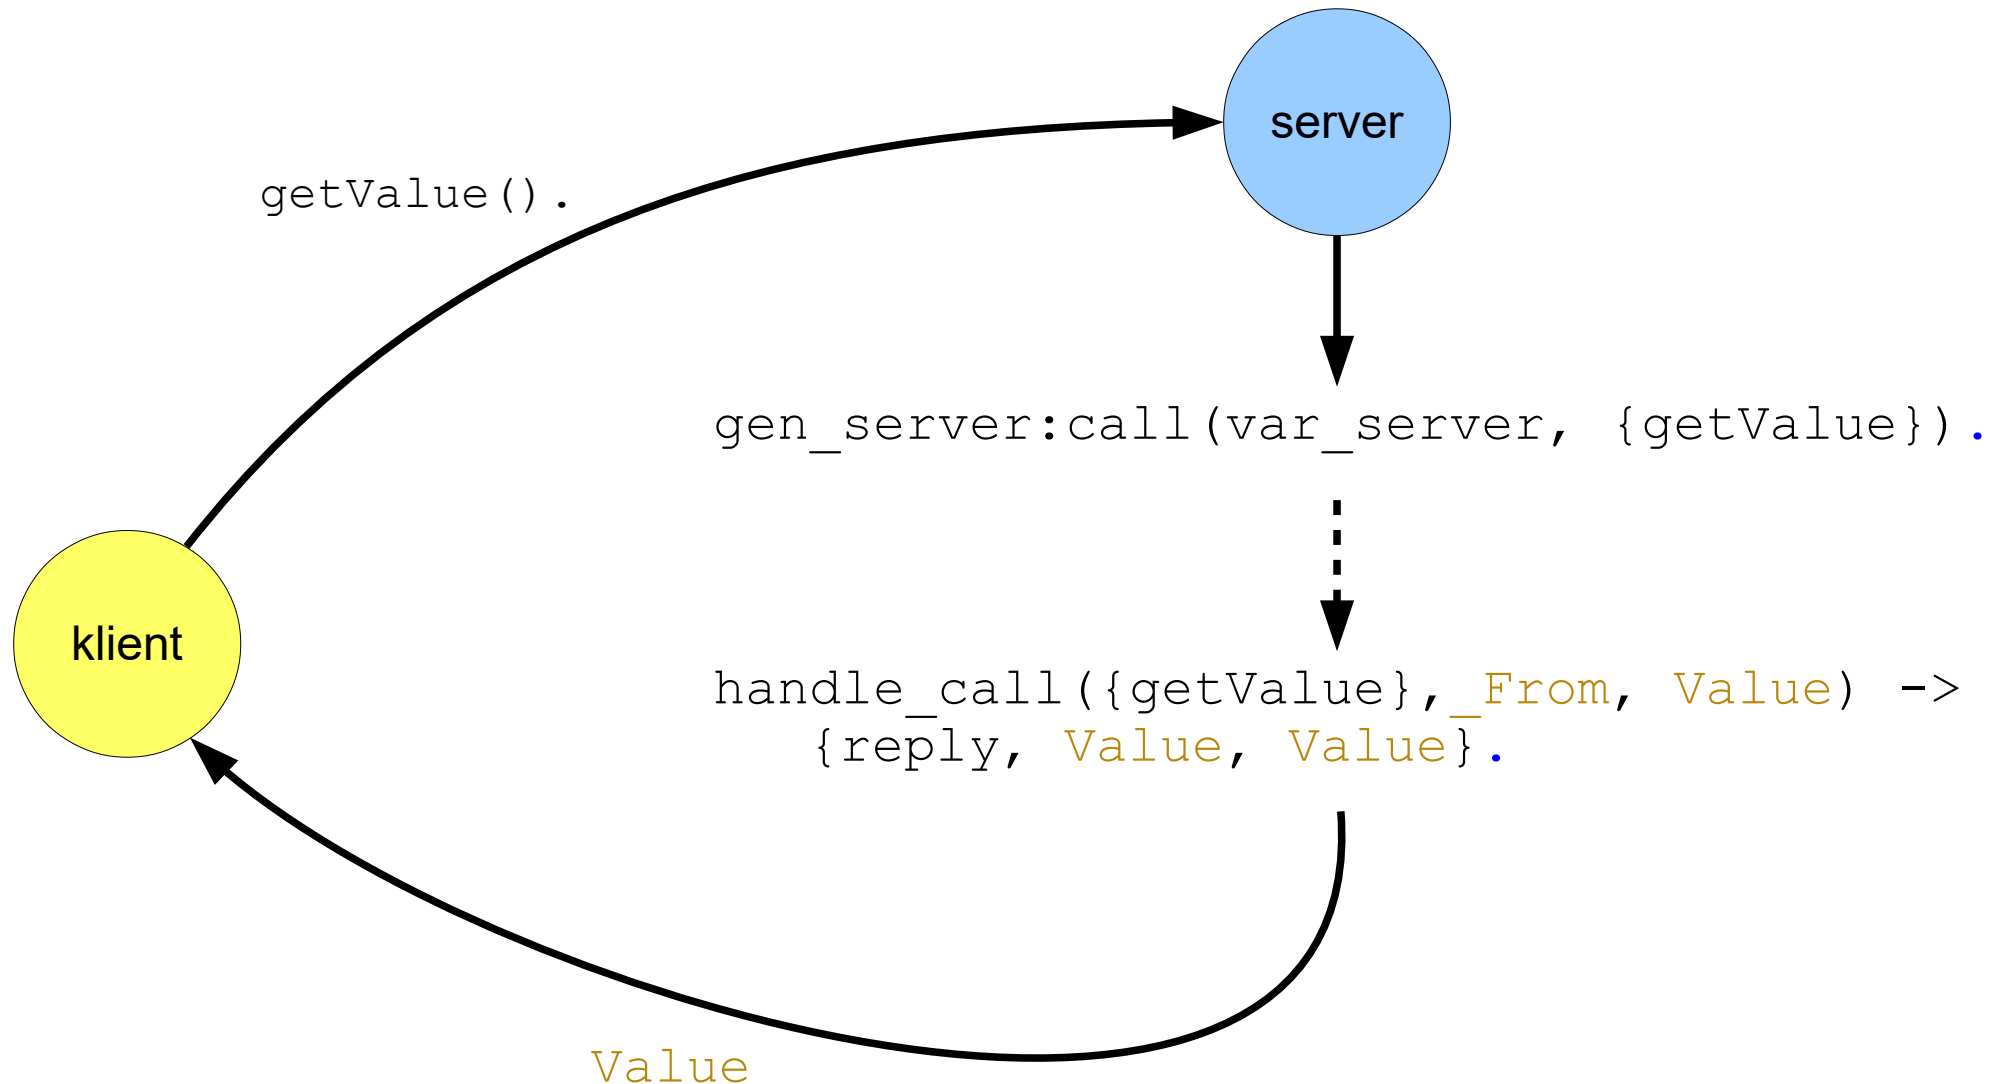 server
getValue().
gen_server:call(var_server, {getValue}).
klient
handle_call({getValue},_From, Value) ->
{reply, Value, Value}.
Value